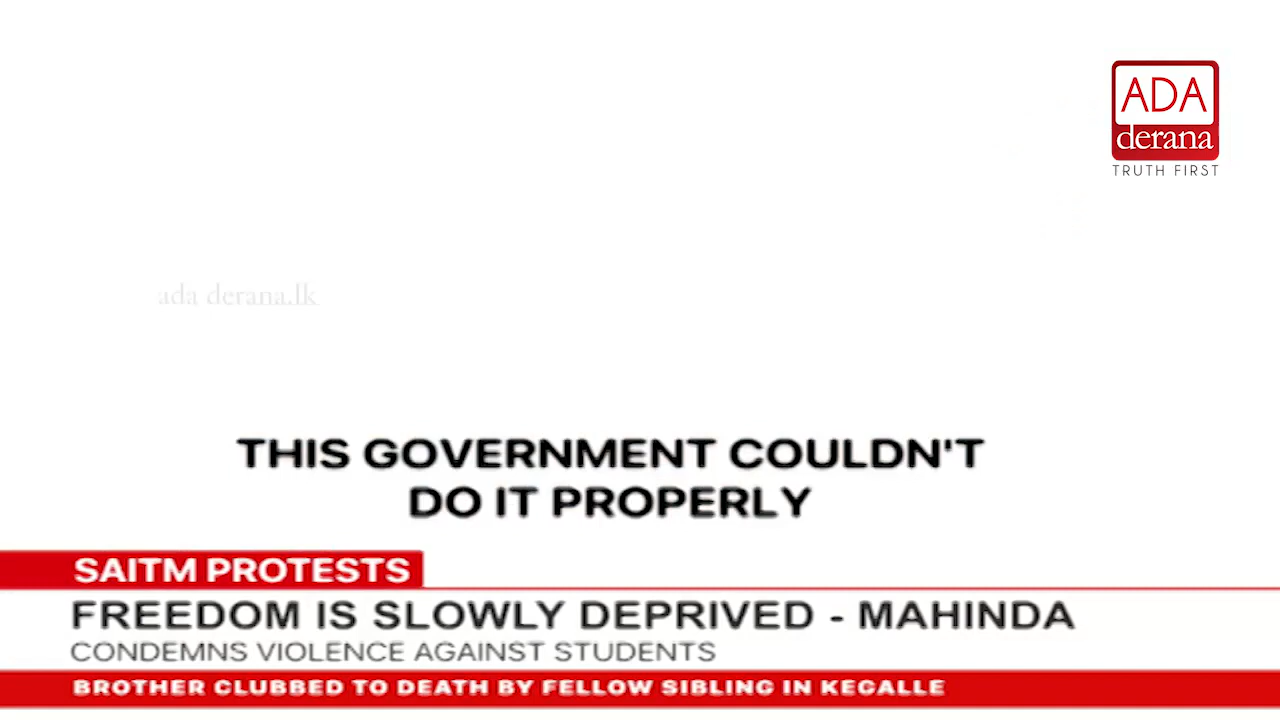 ADA
derana
TRUTH FIRST
ada derana.lk
THIS GOVERNMENT COULDN'T
DO IT PROPERLY
SAITM PROTESTS
FREEDOM IS SLOWLY DEPRIVED - MAHINDA
CONDEMNS VIOLENCE AGAINST STUDENTS
BROTHER CLUBBED TO DEATH BY FELLOW SIBLING IN KEGALLE